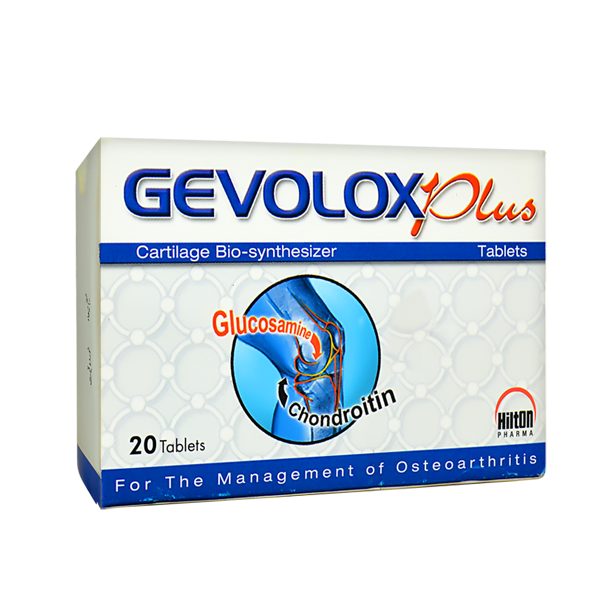 GEVOLOX Plus
Cartilage Bio-synthesizer Tablets
Glucosamine
Chondroitin
20 Tablets
HiltOn
PHARMA
For The Management of Osteoarthritis